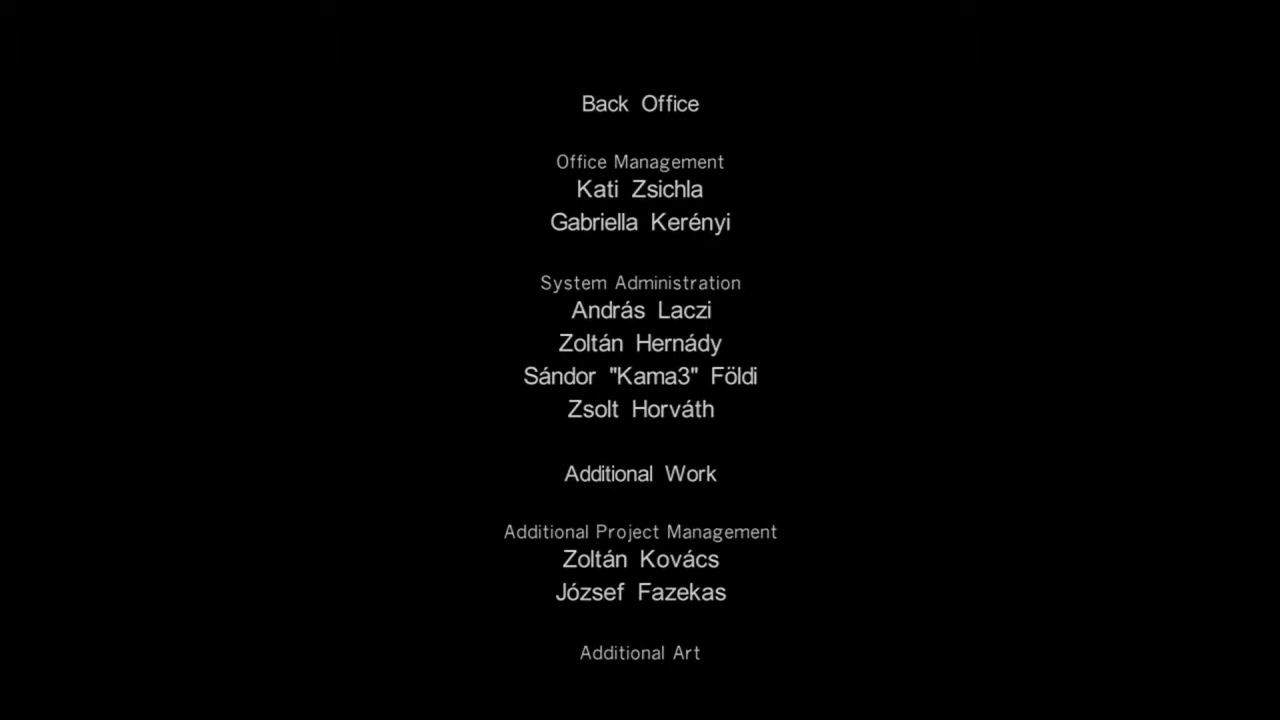 Back Office
Office Management
Kati Zsichla
Gabriella Kerényi
System Administration
András Laczi
Zoltán Hernády
Sándor "Kama3" Földi
Zsolt Horváth
Additional Work
Additional Project Management
Zoltán Kovács
József Fazekas
Additional Art